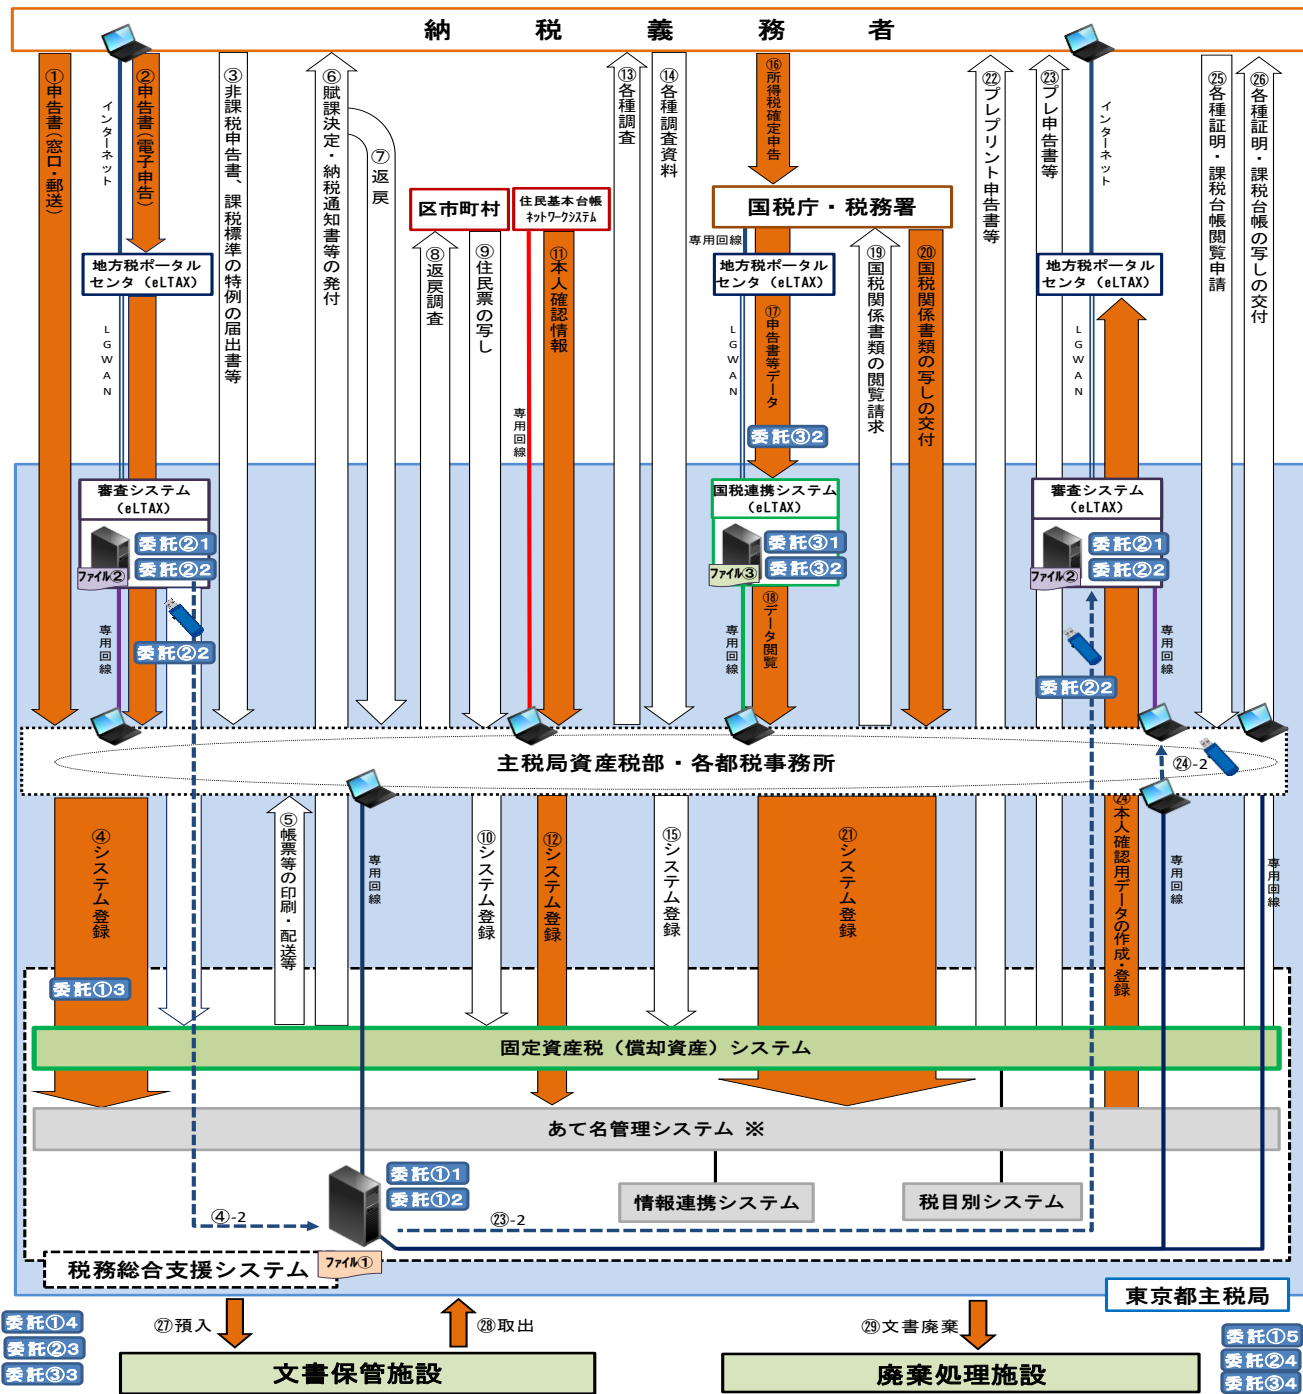 納税義務者
①申告書（窓口・郵送）
インターネット
②申告書（電子申告）
③非課税申告書、課税標準の特例の届出書等
⑥賦課決定・納税通知書等の発付
⑦返戻
⑬各種調査
⑭各種調査資料
⑯所得税確定申告
㉒プレプリント申告書等
㉓プレ申告書等
インターネット
㉕各種証明・課税台帳閲覧申請
㉖各種証明・課税台帳の写しの交付
区市町村
住民基本台帳
ネットワークシステム
国税庁・税務署
専用回線
⑧返戻調査
⑨住民票の写し
⑪本人確認情報
⑲国税関係書類の閲覧請求
⑳国税関係書類の写しの交付
地方税ポータル
センタ（eLTAX）
地方税ポータル
センタ（eLTAX）
地方税ポータル
センタ（eLTAX）
LGWAN
LGWAN
⑰申告書等データ
LGWAN
専用回線
委託③2
審査システム
（eLTAX）
委託②1
委託②2
ファイル②
国税連携システム
（eLTAX）
委託③1
委託③2
ファイル③
審査システム
（eLTAX）
委託②1
委託②2
ファイル②
専用回線
委託②2
専用回線
⑱データ閲覧
委託②2
専用回線
主税局資産税部・各都税事務所
㉔-2
④システム登録
⑤帳票等の印刷・配送等
専用回線
⑩システム登録
⑫システム登録
⑮システム登録
㉑システム登録
㉔本人確認用データの作成・登録
専用回線
専用回線
委託①3
固定資産税（償却資産）システム
あて名管理システム ※
委託①1
委託①2
情報連携システム
税目別システム
④-2
㉓-2
税務総合支援システム
ファイル①
東京都主税局
委託①4
委託②3
委託③3
㉗預入
㉘取出
㉙文書廃棄
委託①5
委託②4
委託③4
文書保管施設
廃棄処理施設